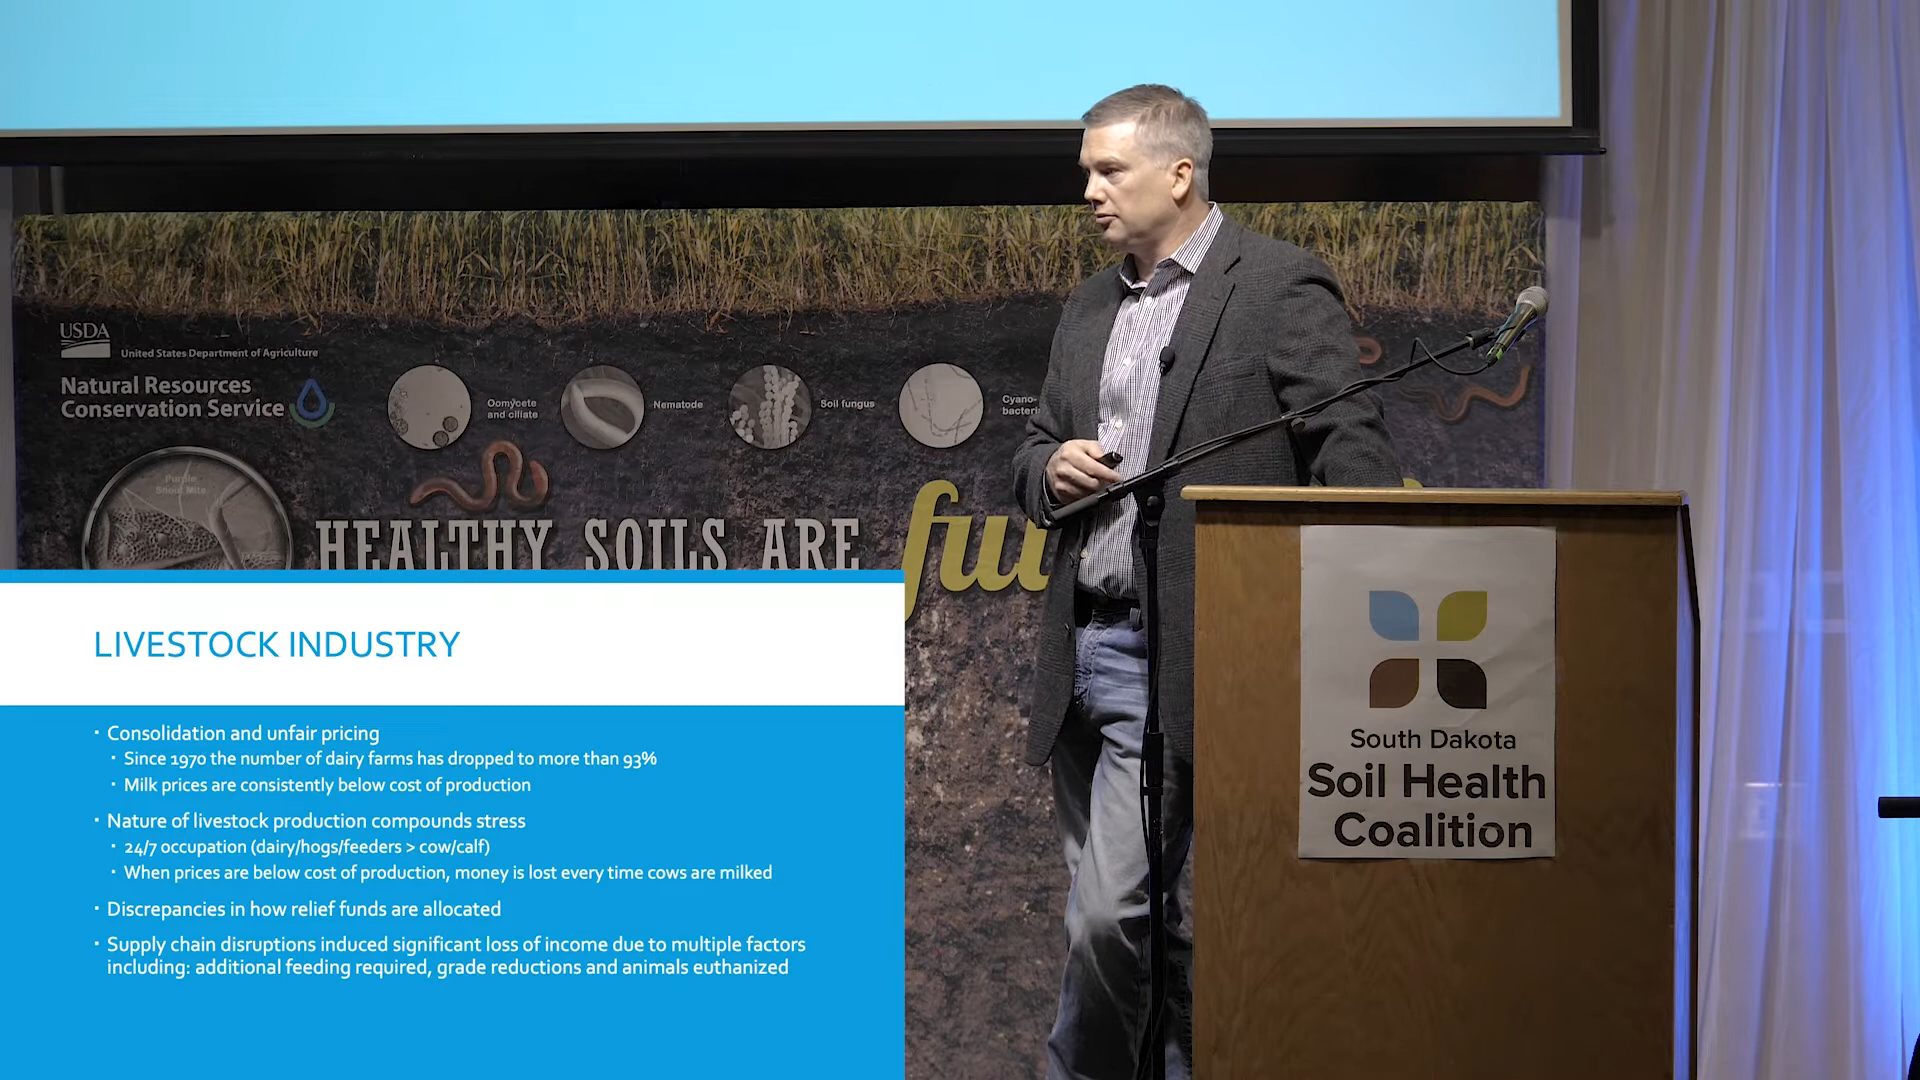 USDA
United States Department of Agriculture
Natural Resources
Conservation Service
Oomycete
and ciliate
Nematode
Soil fungus
Cyano-
Purple
Snout Mite
HEALTHY SOILS ARE
LIVESTOCK INDUSTRY
· Consolidation and unfair pricing
· Since 1970 the number of dairy farms has dropped to more than 93%
· Milk prices are consistently below cost of production
· Nature of livestock production compounds stress
· 24/7 occupation (dairy/hogs/feeders > cow/calf)
· When prices are below cost of production, money is lost every time cows are milked
· Discrepancies in how relief funds are allocated
· Supply chain disruptions induced significant loss of income due to multiple factors
including: additional feeding required, grade reductions and animals euthanized
South Dakota
Soil Health
Coalition